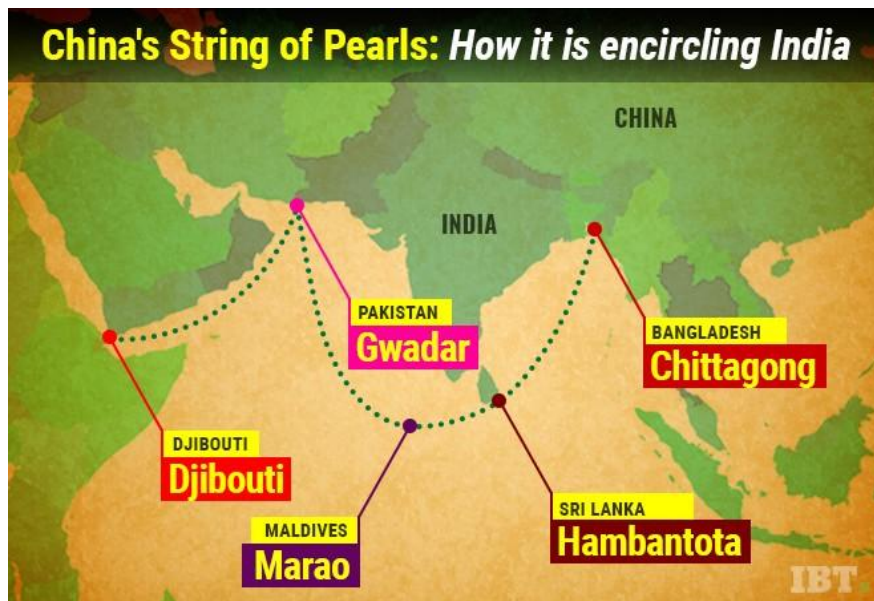 China's String of Pearls: How it is encircling India
CHINA
INDIA
PAKISTAN
Gwadar
BANGLADESH
Chittagong
DJIBOUTI
Djibouti
MALDIVES
Marao
SRI LANKA
Hambantota
IBT